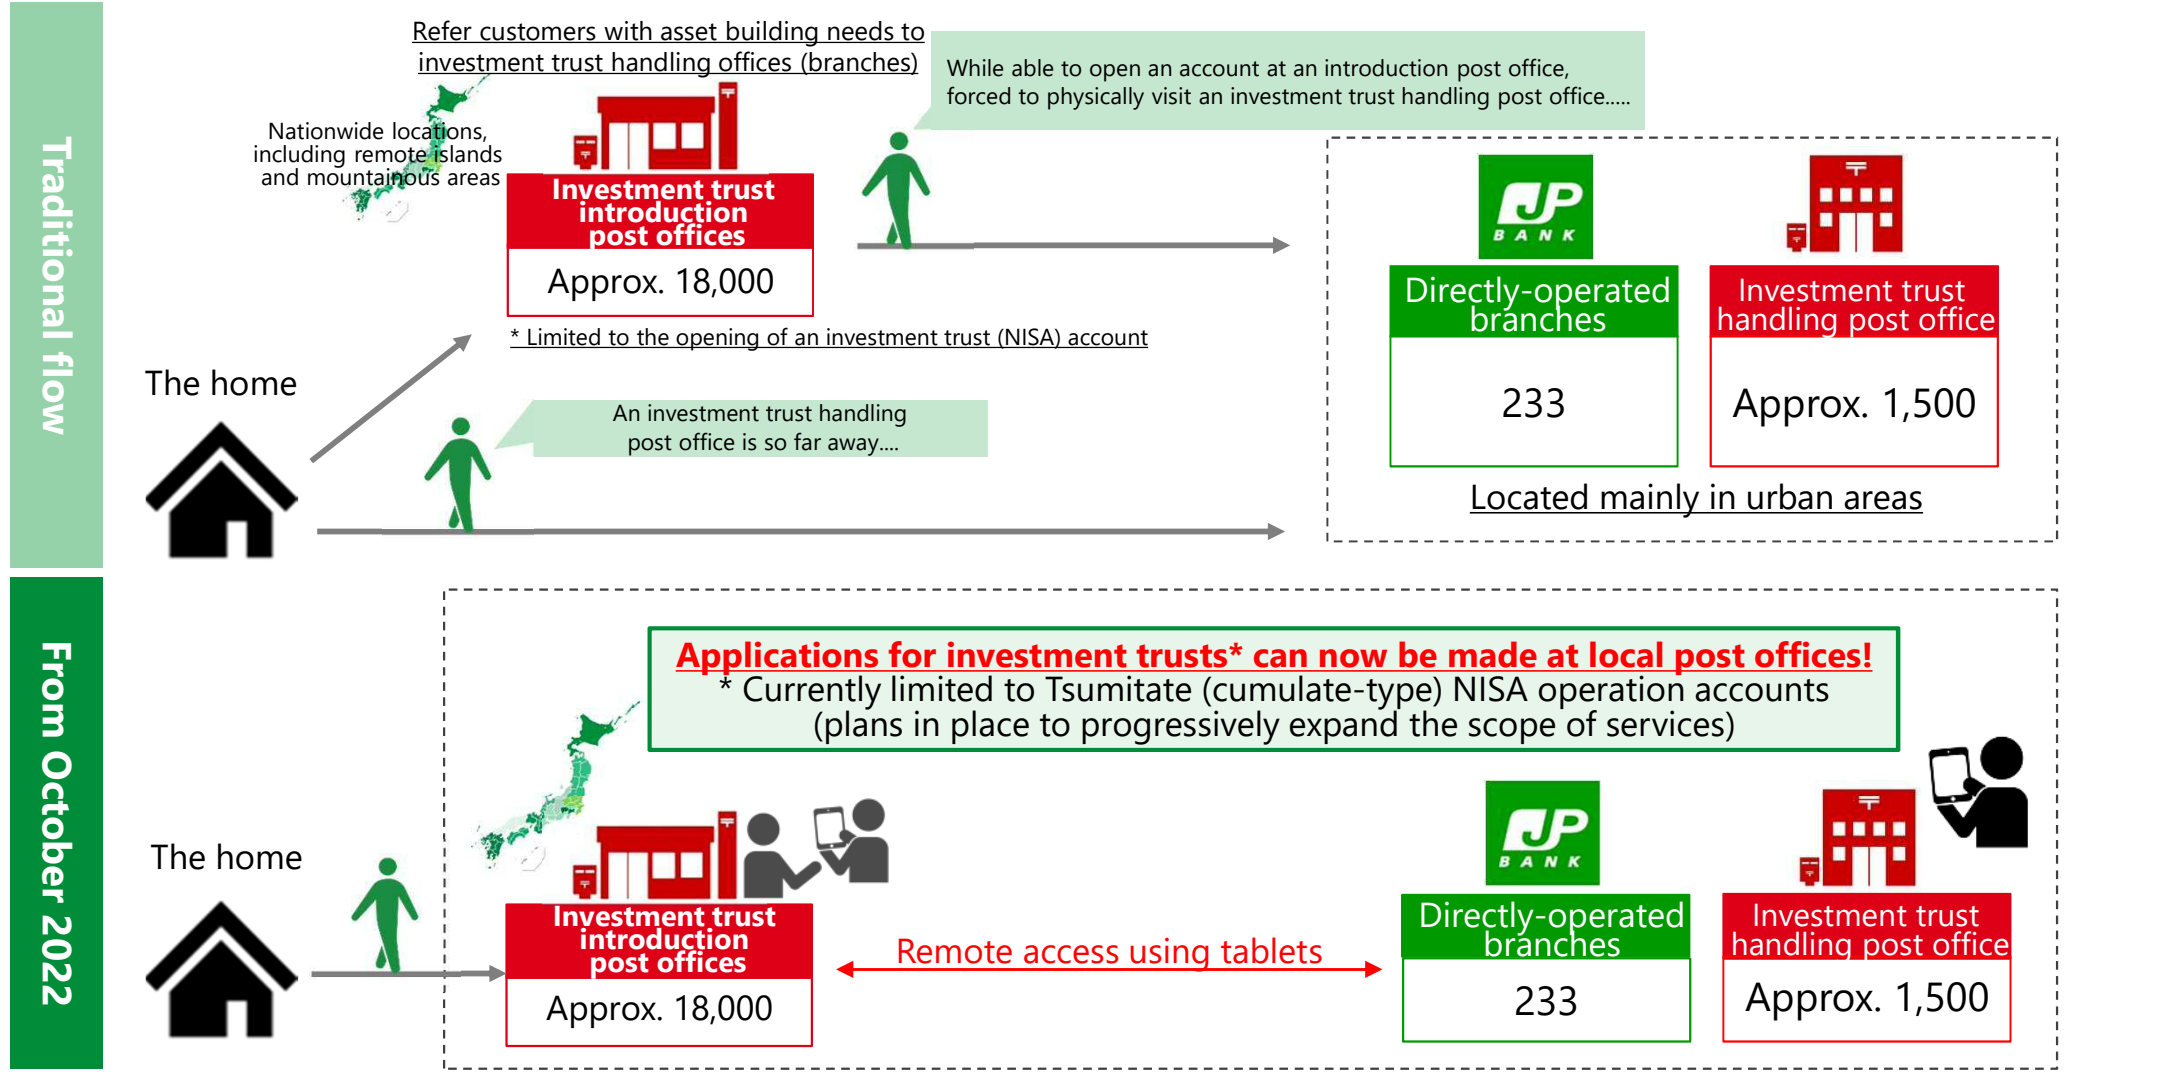 Traditional flow
Refer customers with asset building needs to
investment trust handling offices (branches)
While able to open an account at an introduction post office,
forced to physically visit an investment trust handling post office.....
Nationwide locations,
including remote islands
and mountainous areas
Investment trust
introduction
post offices
Approx. 18,000
* Limited to the opening of an investment trust (NISA) account
JP
BANK
Directly-operated
branches
233
Investment trust
handling post office
Approx. 1,500
Located mainly in urban areas
The home
An investment trust handling
post office is so far away....
From October 2022
Applications for investment trusts* can now be made at local post offices!
* Currently limited to Tsumitate (cumulate-type) NISA operation accounts
(plans in place to progressively expand the scope of services)
The home
Investment trust
introduction
post offices
Approx. 18,000
Remote access using tablets
JP
BANK
Directly-operated
branches
233
Investment trust
handling post office
Approx. 1,500